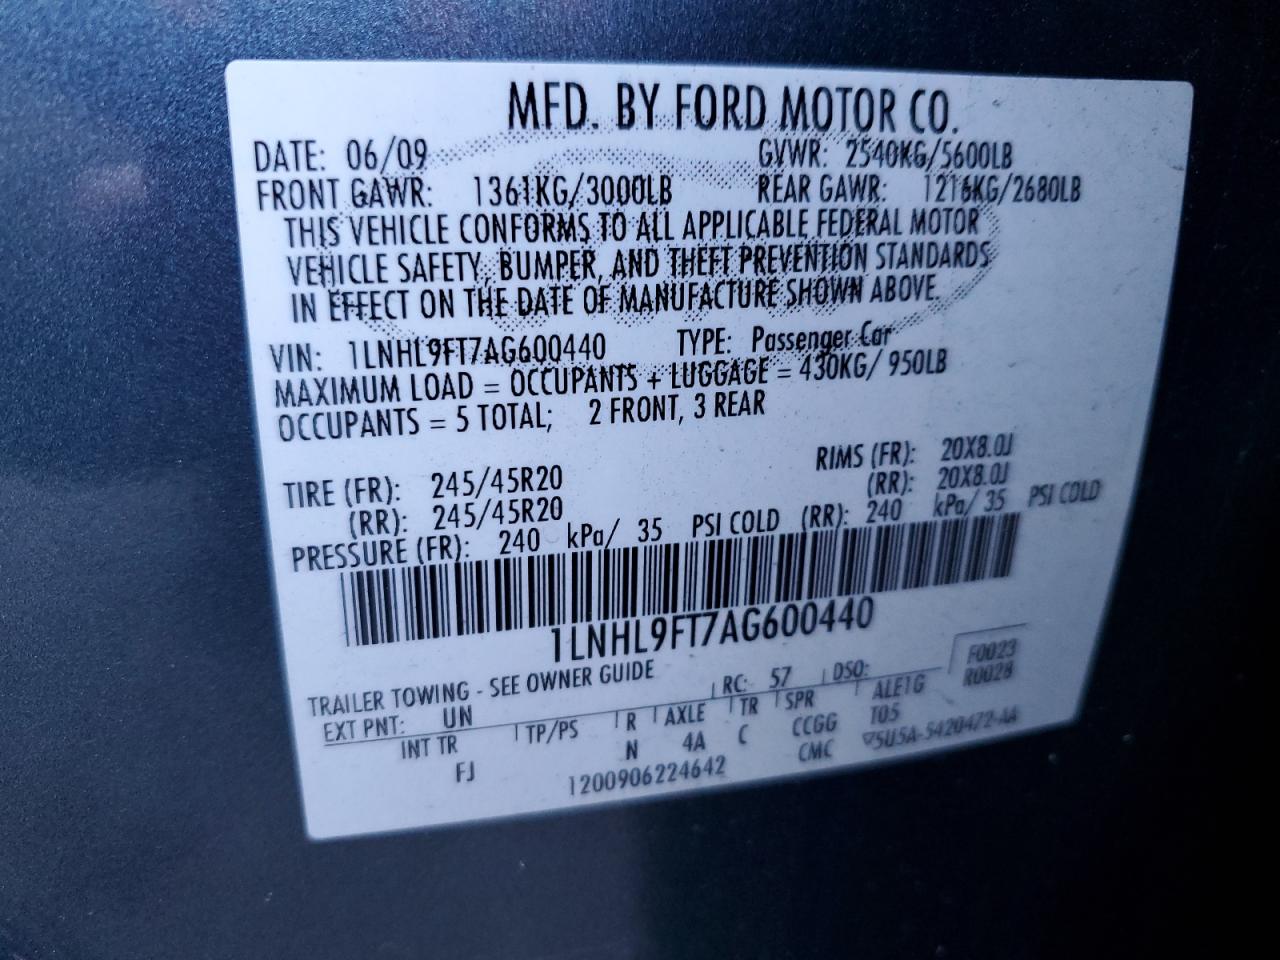 MFD. BY FORD MOTOR CO.
DATE: 06/09 GVWR: 2540KG/5600LB
FRONT GAWR: 1361KG/3000LB REAR GAWR: 1216KG/2680LB
THIS VEHICLE CONFORMS TO ALL APPLICABLE FEDERAL MOTOR
VEHICLE SAFETY, BUMPER, AND THEFT PREVENTION STANDARDS
IN EFFECT ON THE DATE OF MANUFACTURE SHOWN ABOVE.
VIN: 1LNHL9FT7AG600440 TYPE: Passenger Car
MAXIMUM LOAD = OCCUPANTS + LUGGAGE = 430KG/ 950LB
OCCUPANTS = 5 TOTAL; 2 FRONT, 3 REAR
TIRE (FR): 245/45R20 RIMS (FR): 20X8.0J
(RR): 245/45R20 (RR): 20X8.0J
PRESSURE (FR): 240 kPa/ 35 PSI COLD (RR): 240 kPa/ 35 PSI COLD
1LNHL9FT7AG600440
TRAILER TOWING - SEE OWNER GUIDE F0023
EXT PNT: UN RC: 57 DSO: R0028
INT TR TP/PS R AXLE TR SPR ALE1G
FJ N 4A C CCGG T05
1200906224642 CMC ▽5U5A-5420472-AA